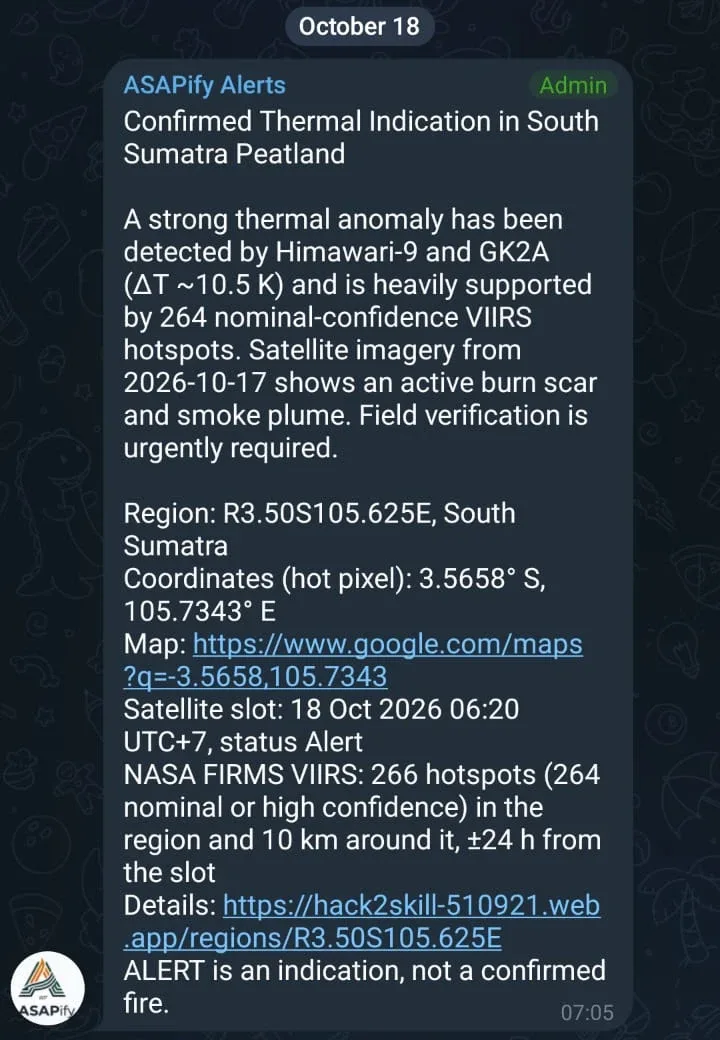 October 18
ASAPify Alerts Admin
Confirmed Thermal Indication in South
Sumatra Peatland
A strong thermal anomaly has been
detected by Himawari-9 and GK2A
(ΔT ~10.5 K) and is heavily supported
by 264 nominal-confidence VIIRS
hotspots. Satellite imagery from
2026-10-17 shows an active burn scar
and smoke plume. Field verification is
urgently required.
Region: R3.50S105.625E, South
Sumatra
Coordinates (hot pixel): 3.5658° S,
105.7343° E
Map: https://www.google.com/maps
?q=-3.5658,105.7343
Satellite slot: 18 Oct 2026 06:20
UTC+7, status Alert
NASA FIRMS VIIRS: 266 hotspots (264
nominal or high confidence) in the
region and 10 km around it, ±24 h from
the slot
Details: https://hack2skill-510921.web
.app/regions/R3.50S105.625E
ALERT is an indication, not a confirmed
fire.
07:05
ASAPify